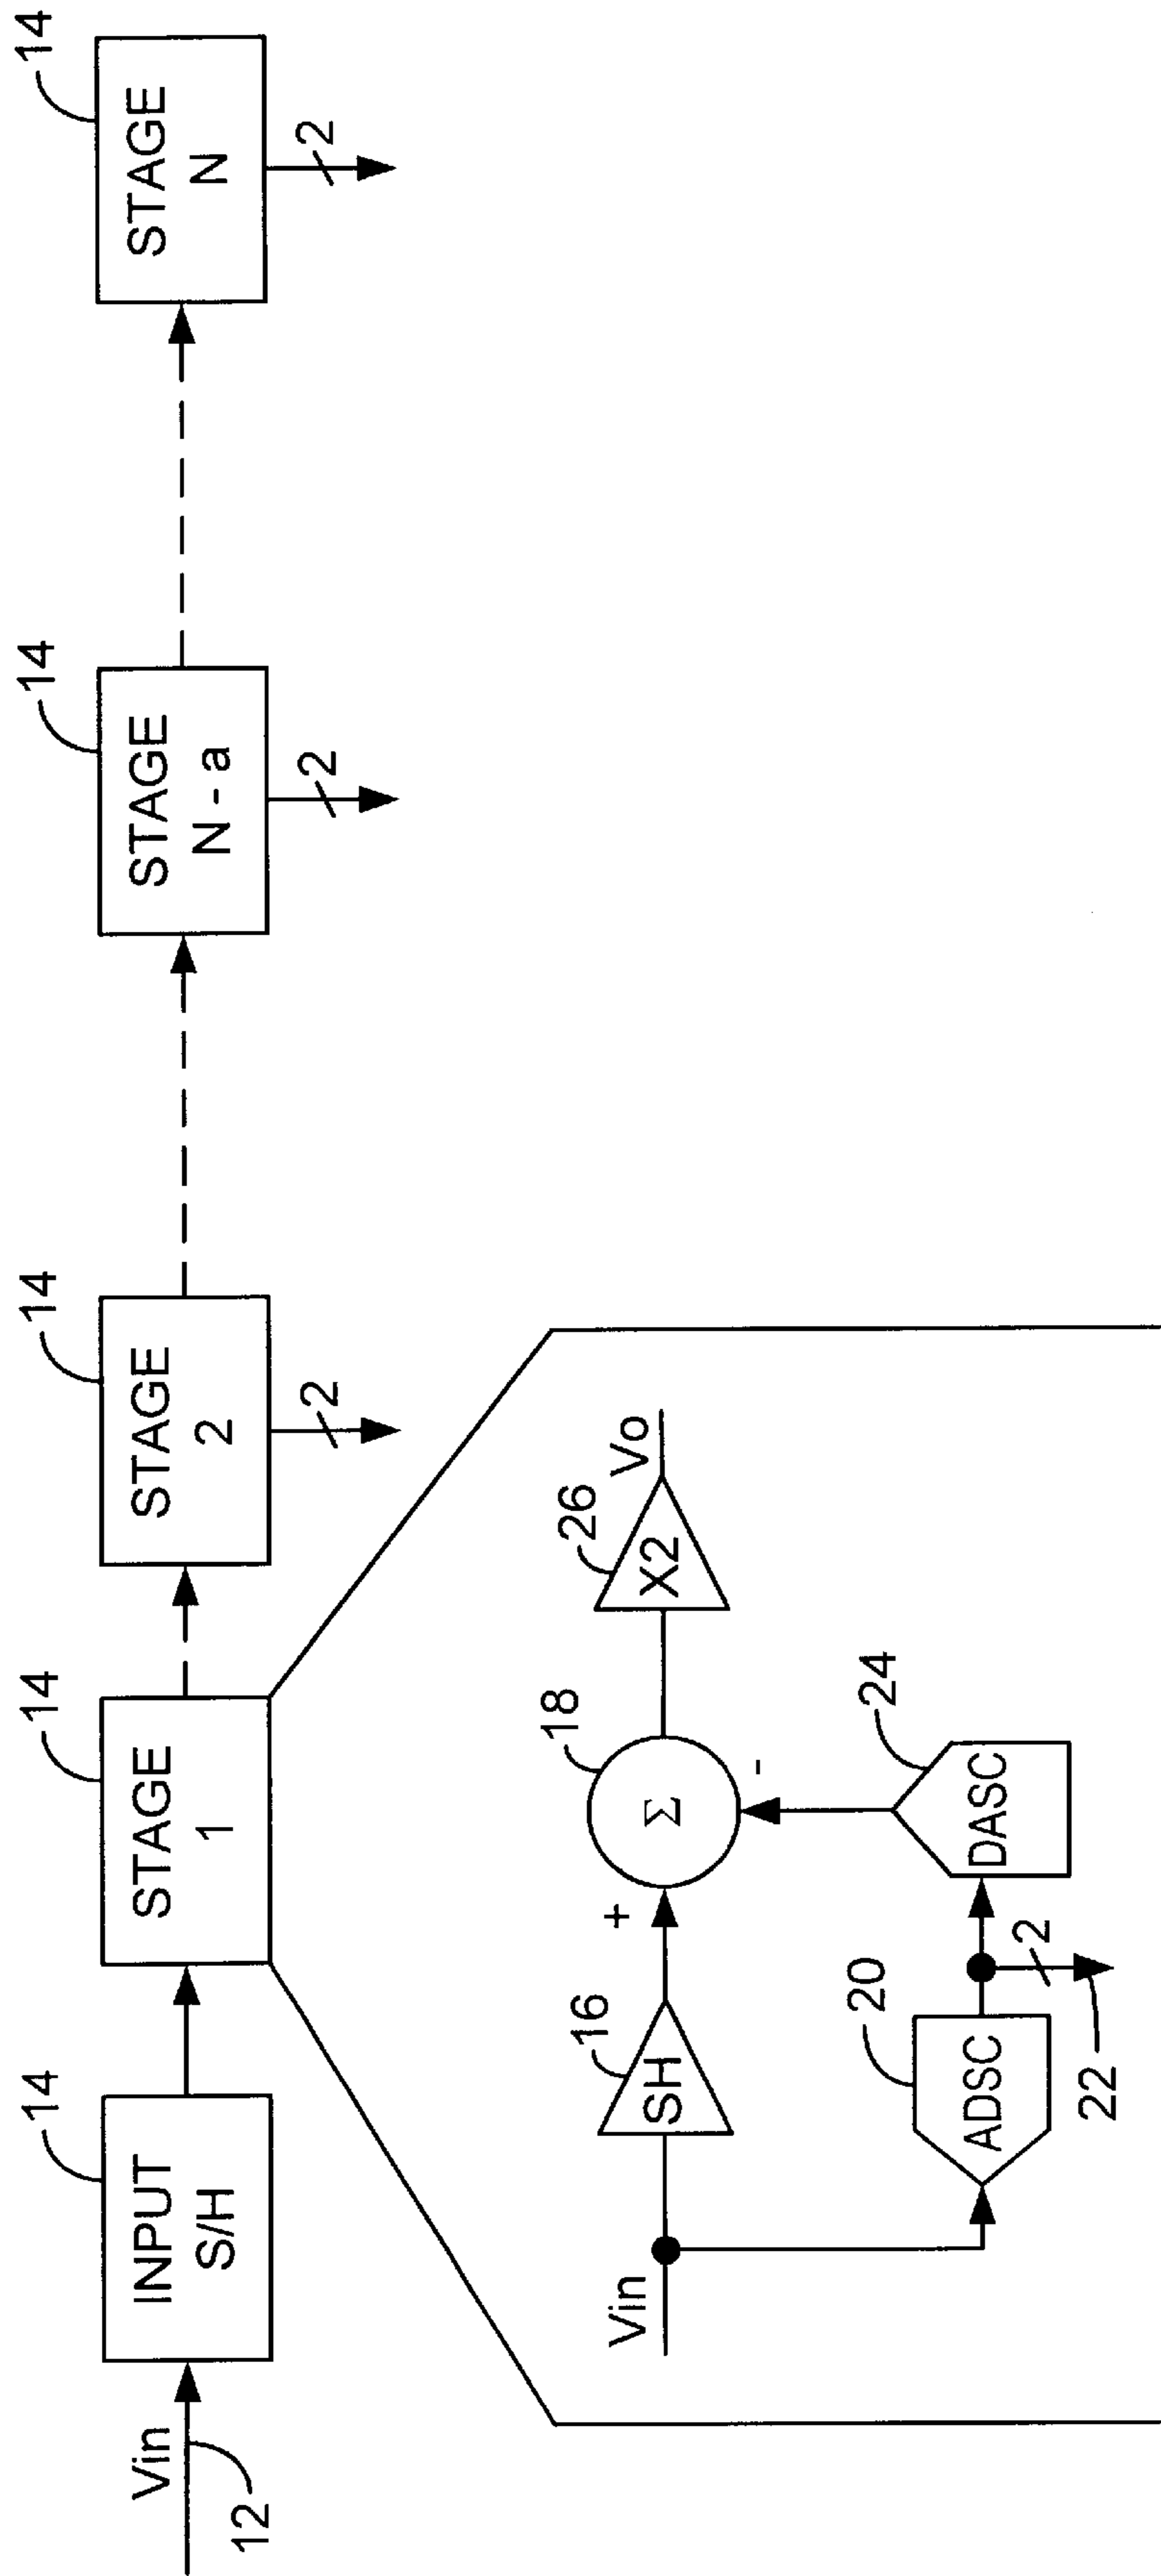 14
14
14
14
14
Vin
INPUT
S/H
STAGE
1
STAGE
2
STAGE
N - a
STAGE
N
12
2
2
2
Vin
16
SH
+
18
Σ
-
26
X2
Vo
20
ADSC
2
22
24
DASC